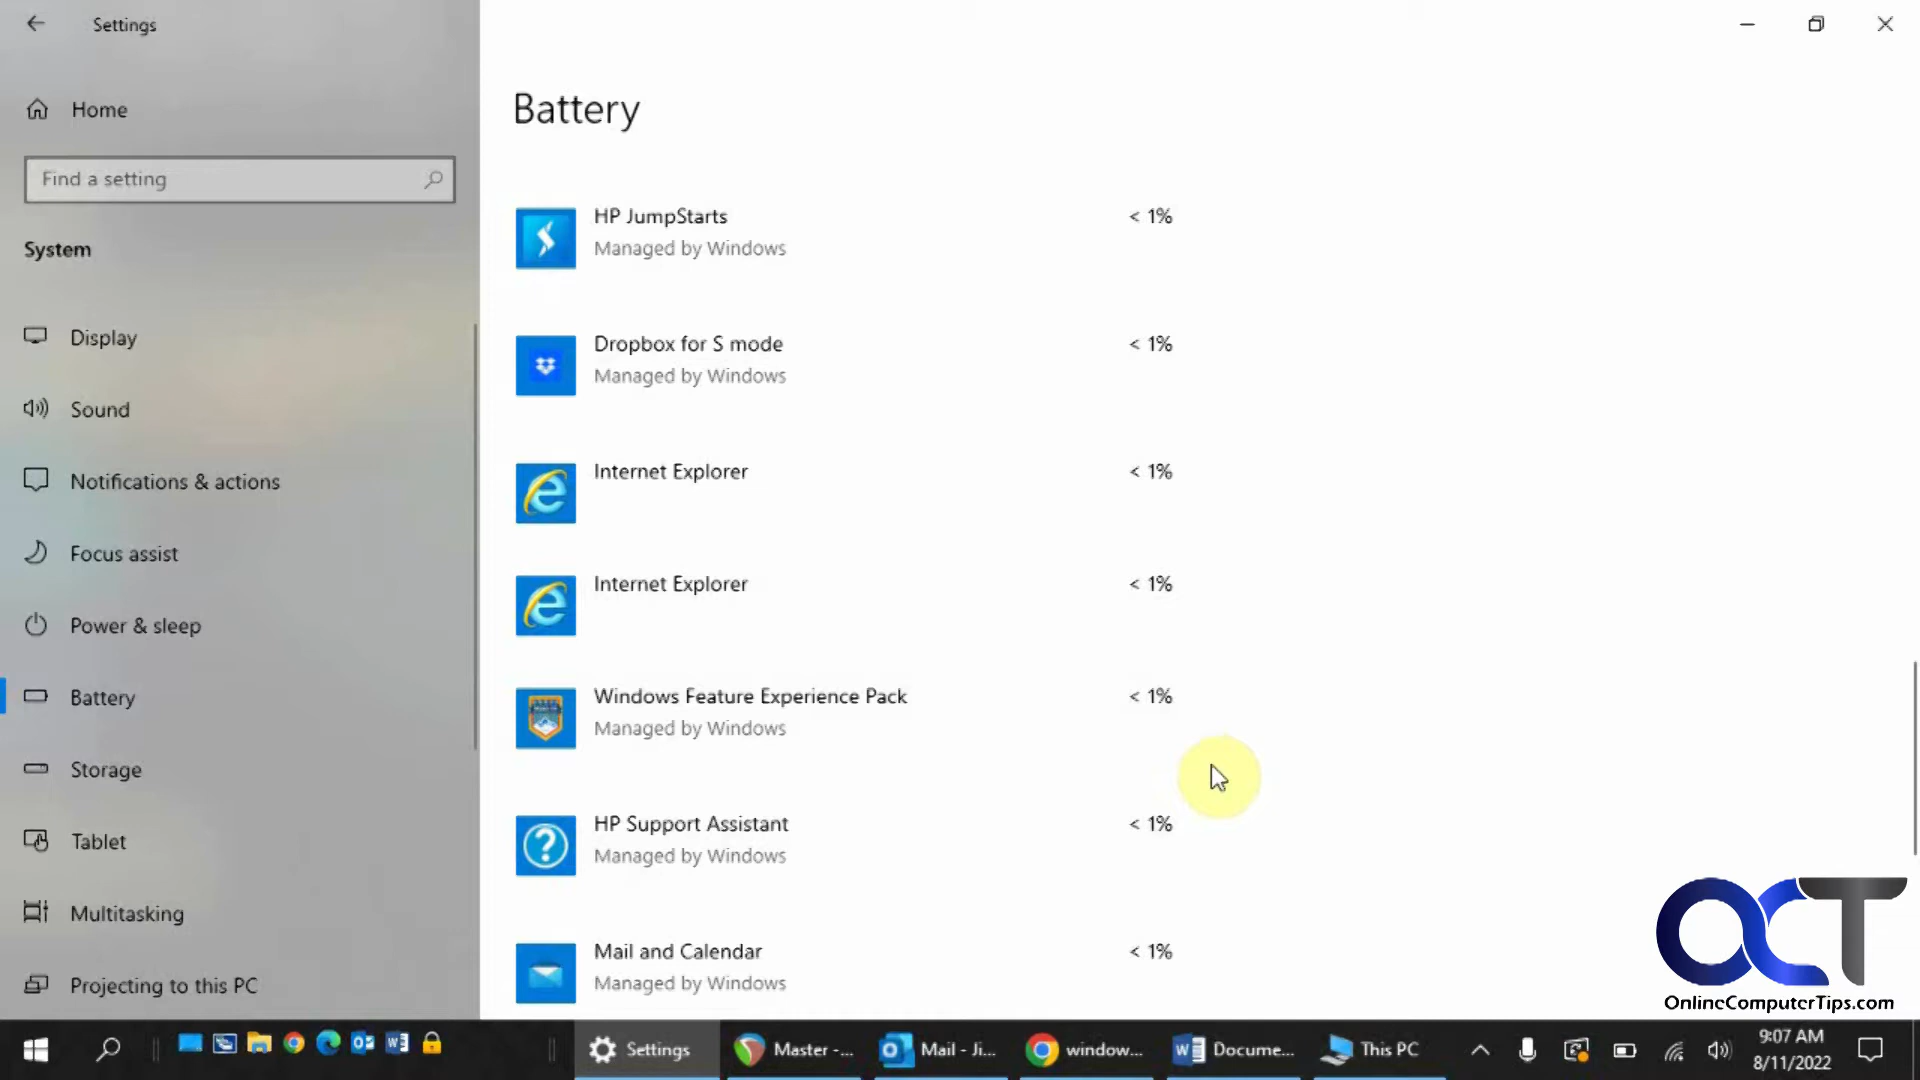 Settings
Home
Find a setting
System
Display
Sound
Notifications & actions
Focus assist
Power & sleep
Battery
Storage
Tablet
Multitasking
Projecting to this PC
Battery
HP JumpStarts < 1%
Managed by Windows
Dropbox for S mode < 1%
Managed by Windows
Internet Explorer < 1%
Internet Explorer < 1%
Windows Feature Experience Pack < 1%
Managed by Windows
HP Support Assistant < 1%
Managed by Windows
Mail and Calendar < 1%
Managed by Windows
OCT
OnlineComputerTips.com
Settings Master -... Mail - Ji... window... Docume... This PC 9:07 AM
8/11/2022